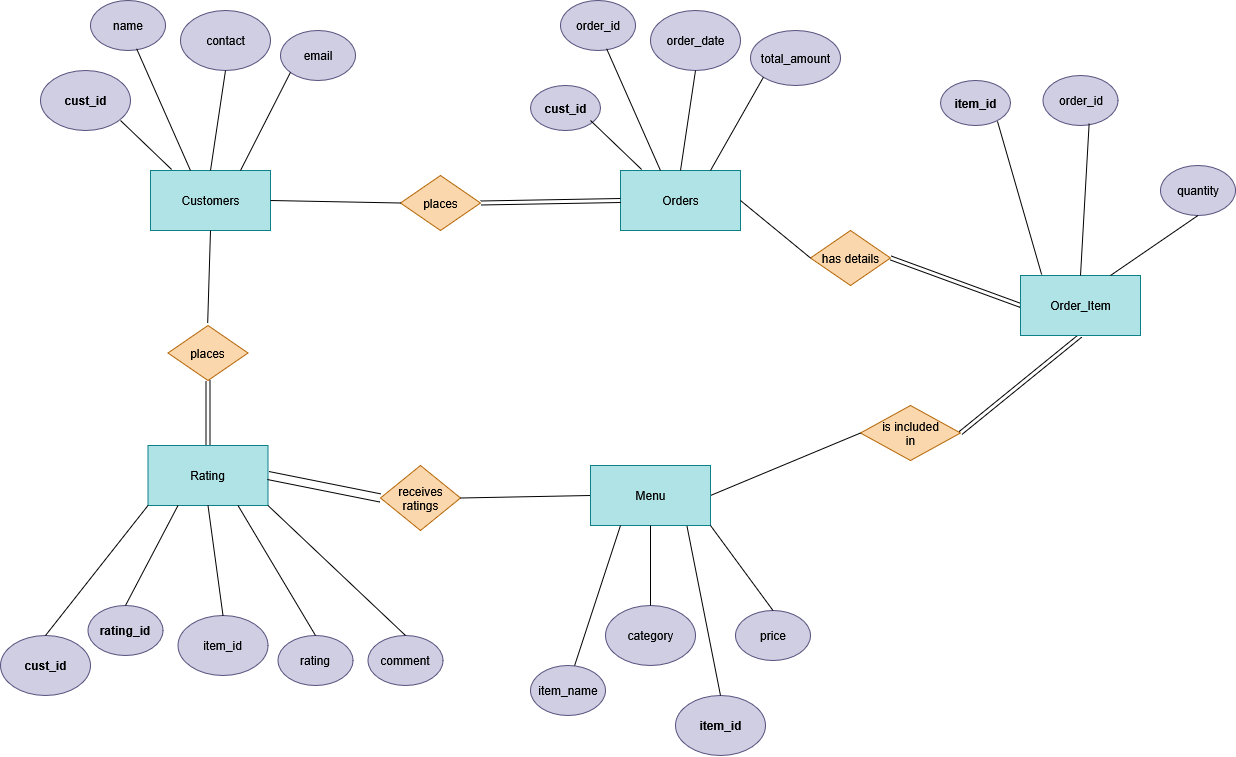 name
contact
email
cust_id
order_id
order_date
total_amount
cust_id
item_id
order_id
quantity
Customers
places
Orders
has details
Order_Item
places
is included
in
Rating
receives
ratings
Menu
cust_id
rating_id
item_id
rating
comment
item_name
category
item_id
price